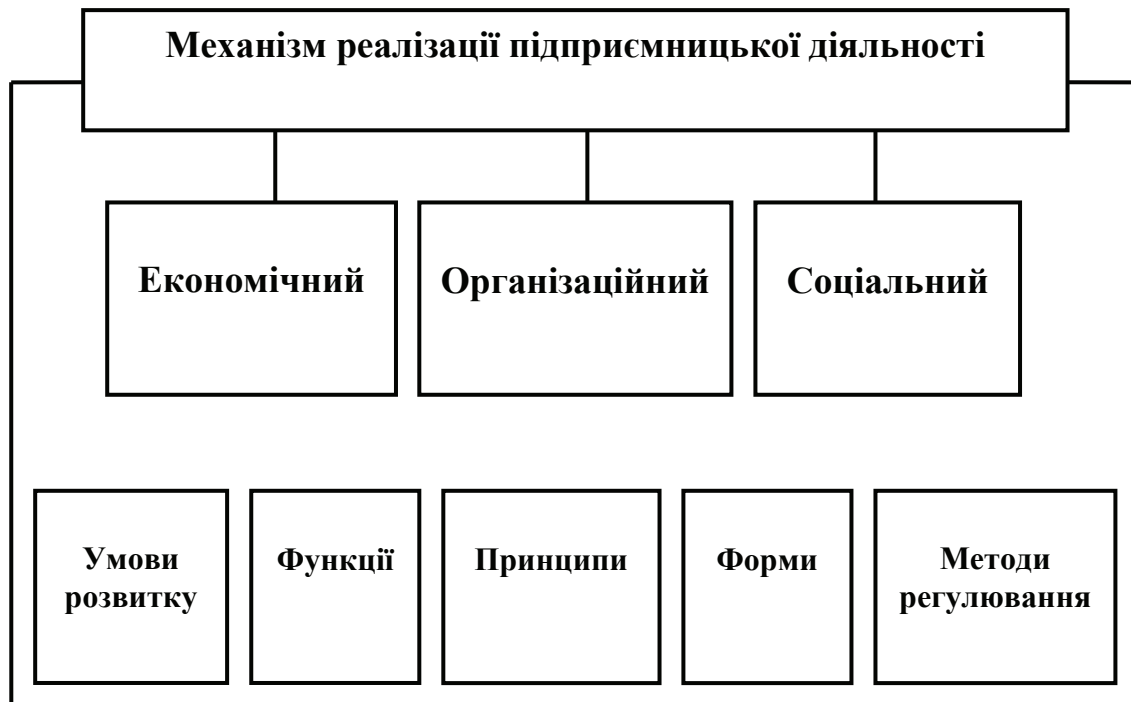 Механізм реалізації підприємницької діяльності
Економічний
Організаційний
Соціальний
Умови
розвитку
Функції
Принципи
Форми
Методи
регулювання